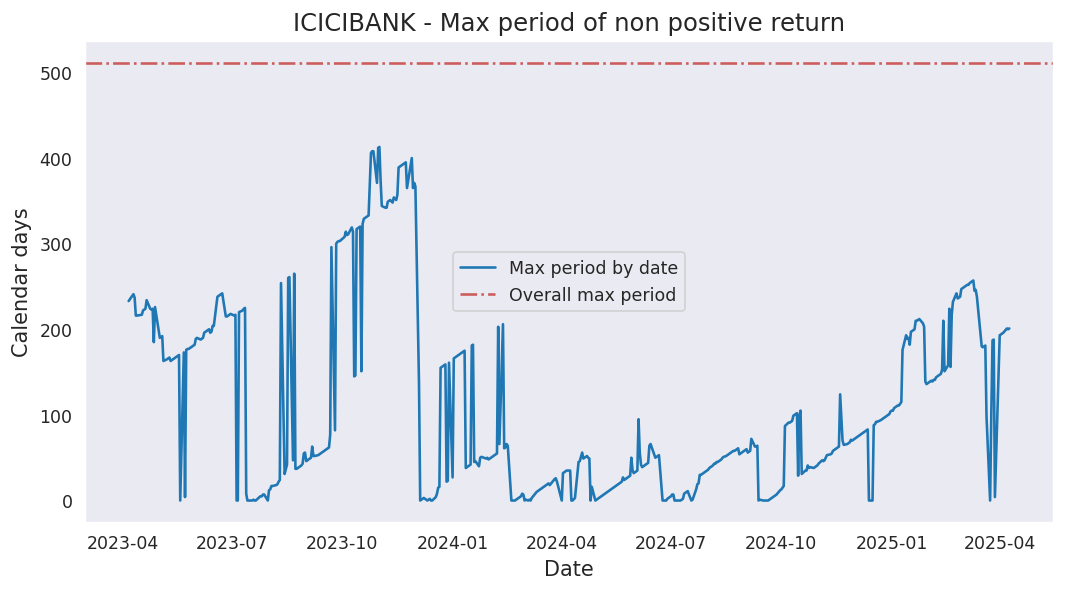 ICICIBANK - Max period of non positive return
Calendar days
500
400
300
200
100
0
Max period by date
Overall max period
2023-04 2023-07 2023-10 2024-01 2024-04 2024-07 2024-10 2025-01 2025-04
Date